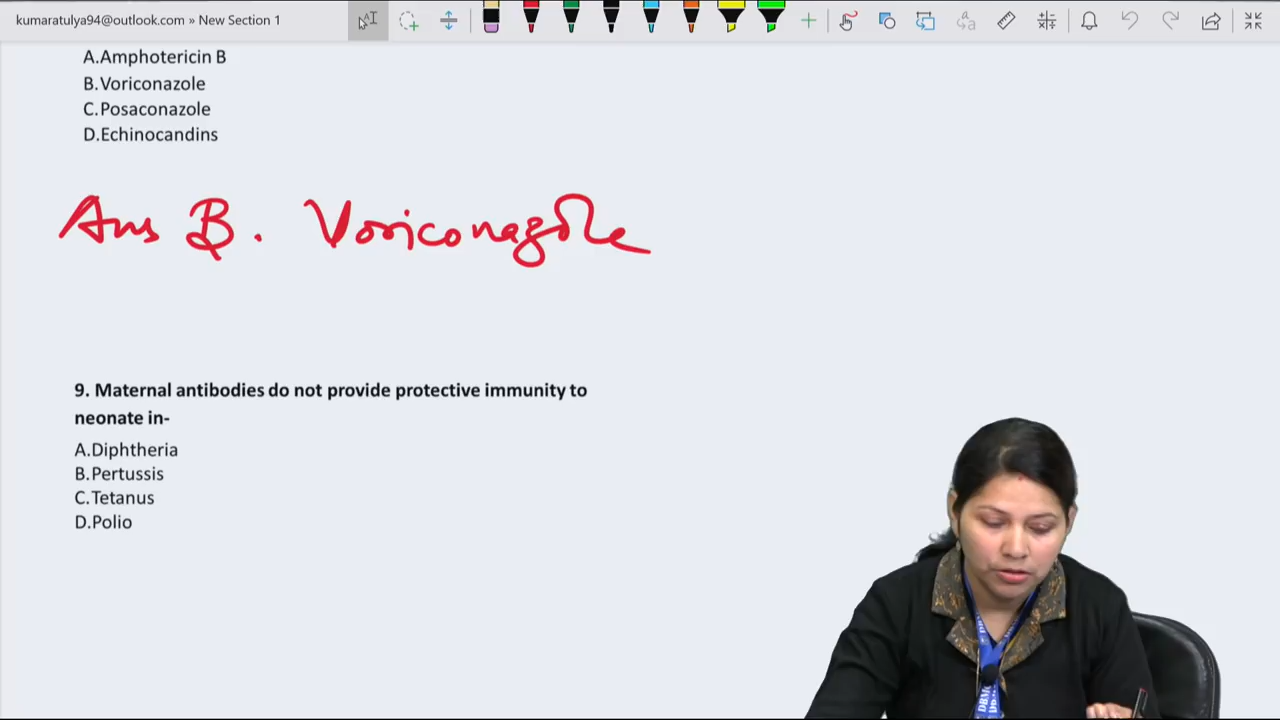 kumaratulya94@outlook.com » New Section 1
A.Amphotericin B
B.Voriconazole
C.Posaconazole
D.Echinocandins
Ans B. Voriconazole
9. Maternal antibodies do not provide protective immunity to
neonate in-
A.Diphtheria
B.Pertussis
C.Tetanus
D.Polio